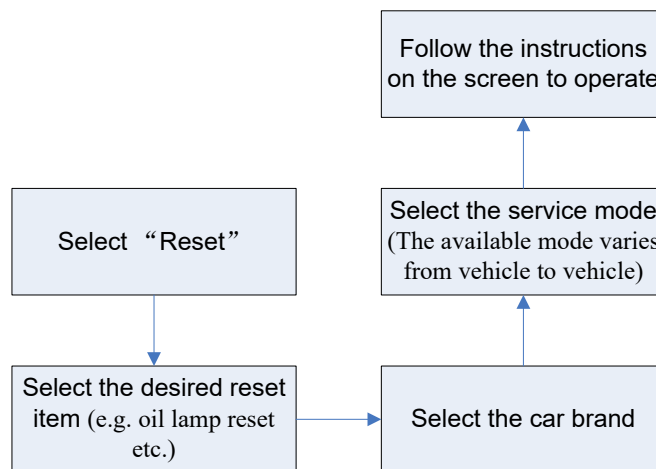 Follow the instructions
on the screen to operate
Select the service mode
(The available mode varies
from vehicle to vehicle)
Select “Reset”
Select the desired reset
item (e.g. oil lamp reset
etc.)
Select the car brand